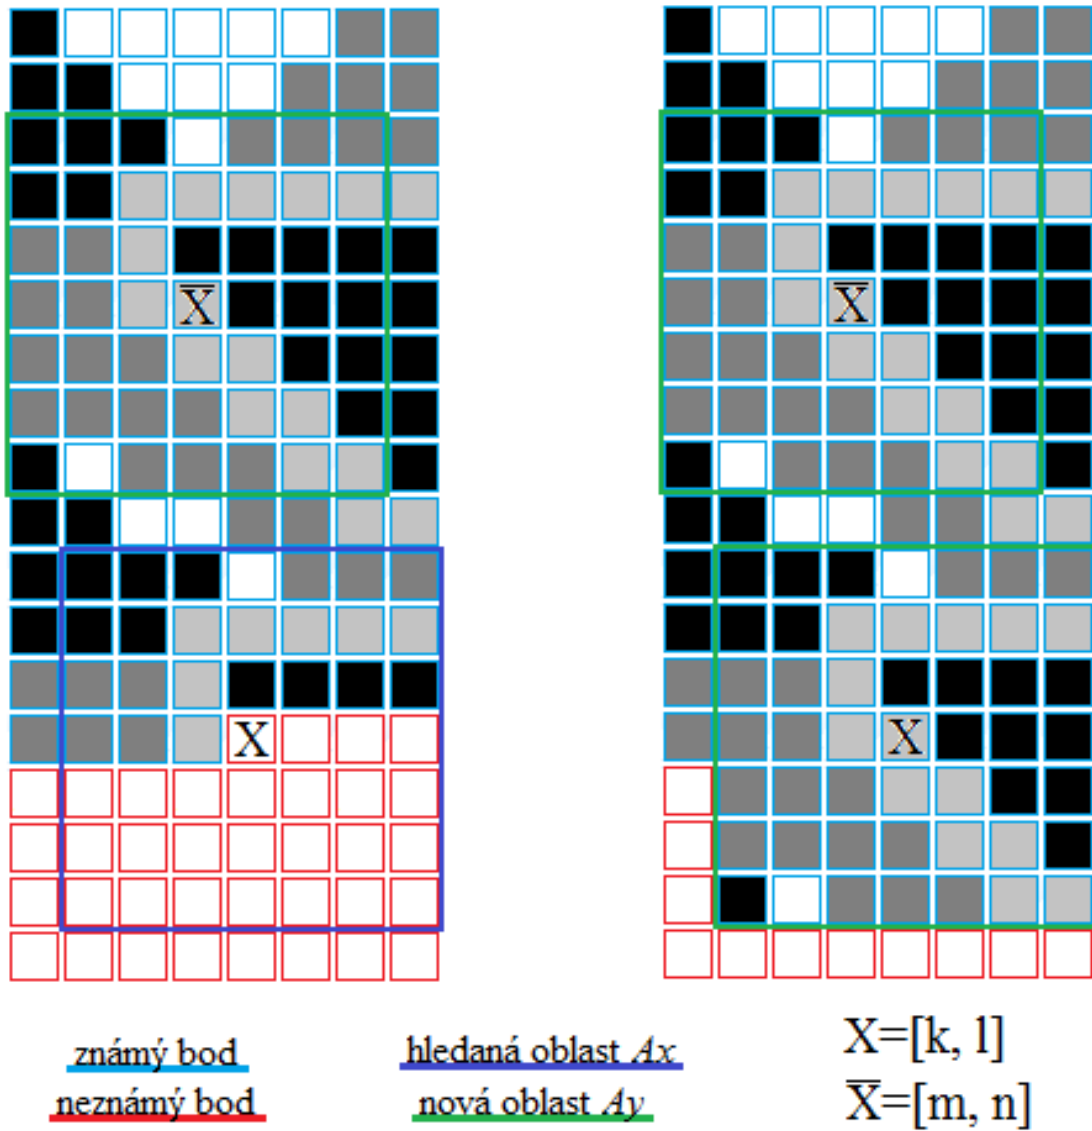 X̅
X̅
X
X
známý bod
hledaná oblast Ax
X=[k, l]
neznámý bod
nová oblast Ay
X̅=[m, n]